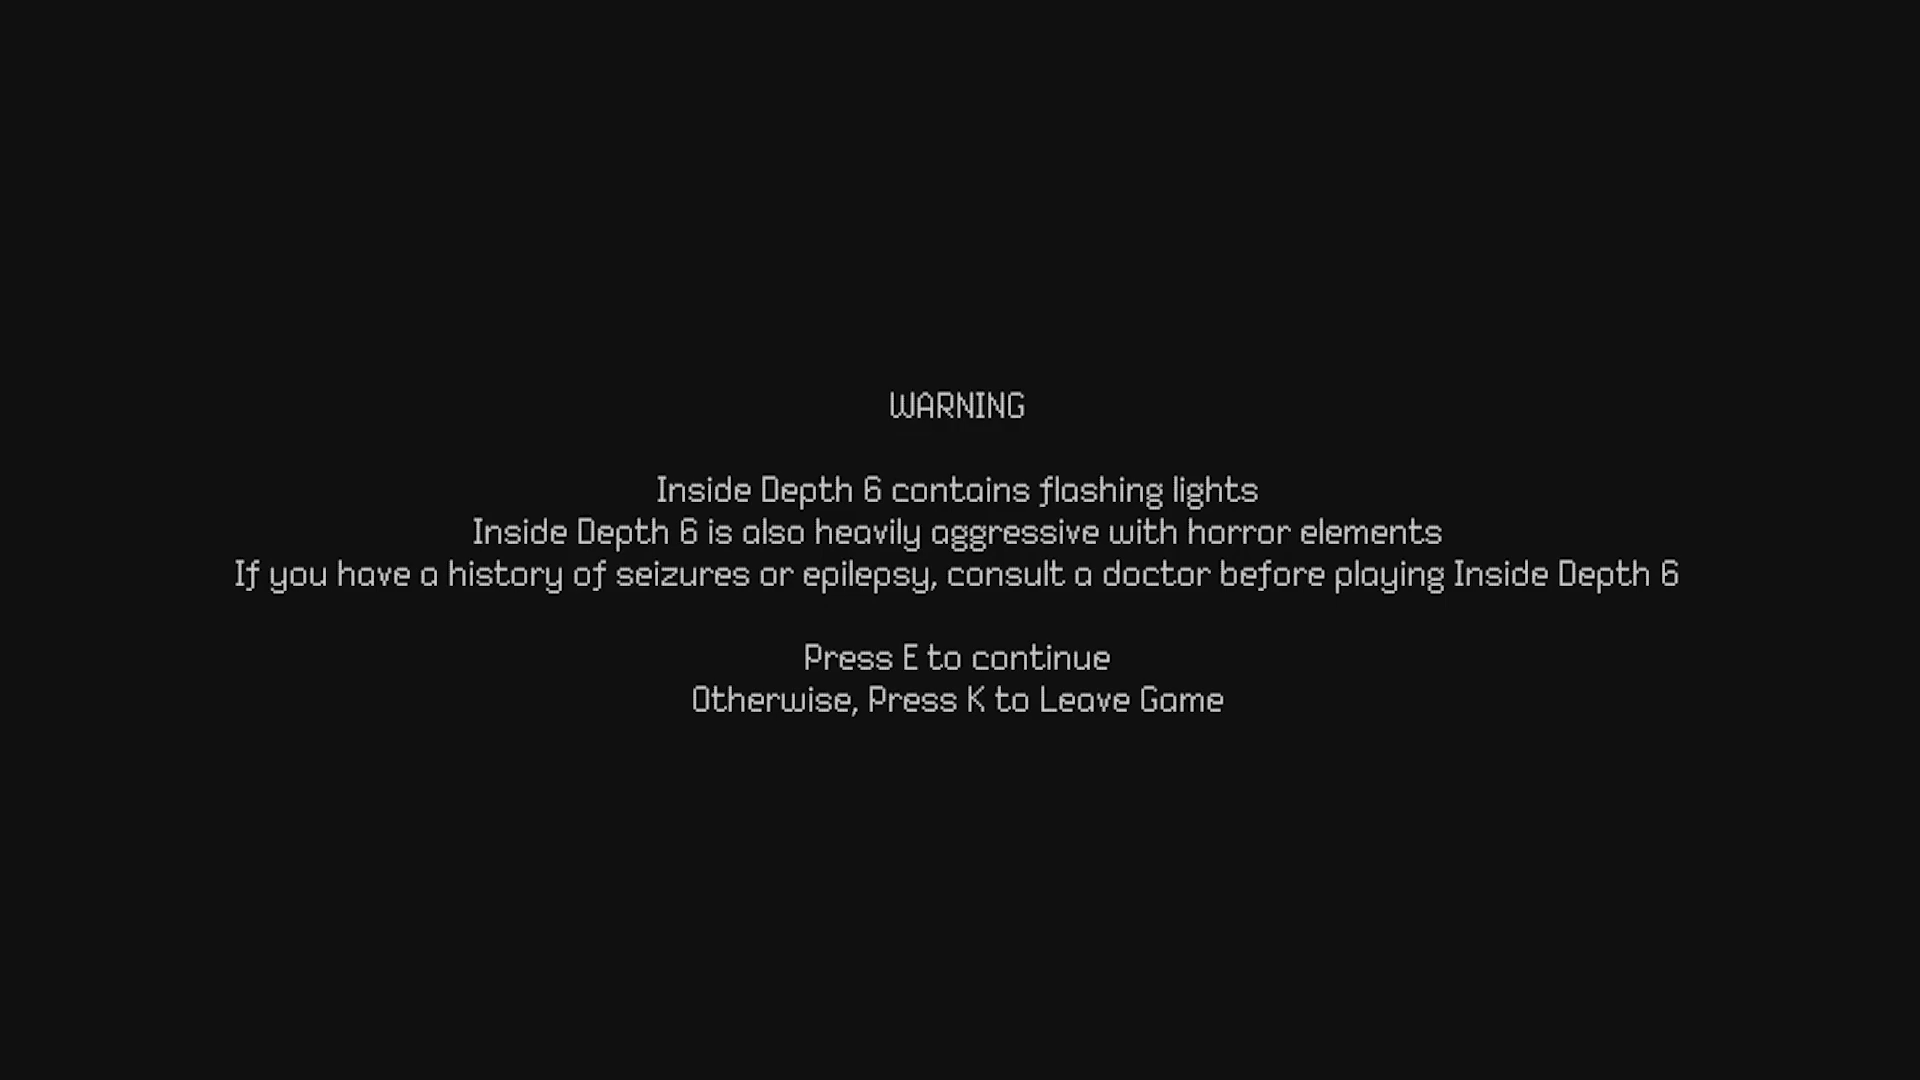 WARNING
Inside Depth 6 contains flashing lights
Inside Depth 6 is also heavily aggressive with horror elements
If you have a history of seizures or epilepsy, consult a doctor before playing Inside Depth 6
Press E to continue
Otherwise, Press K to Leave Game